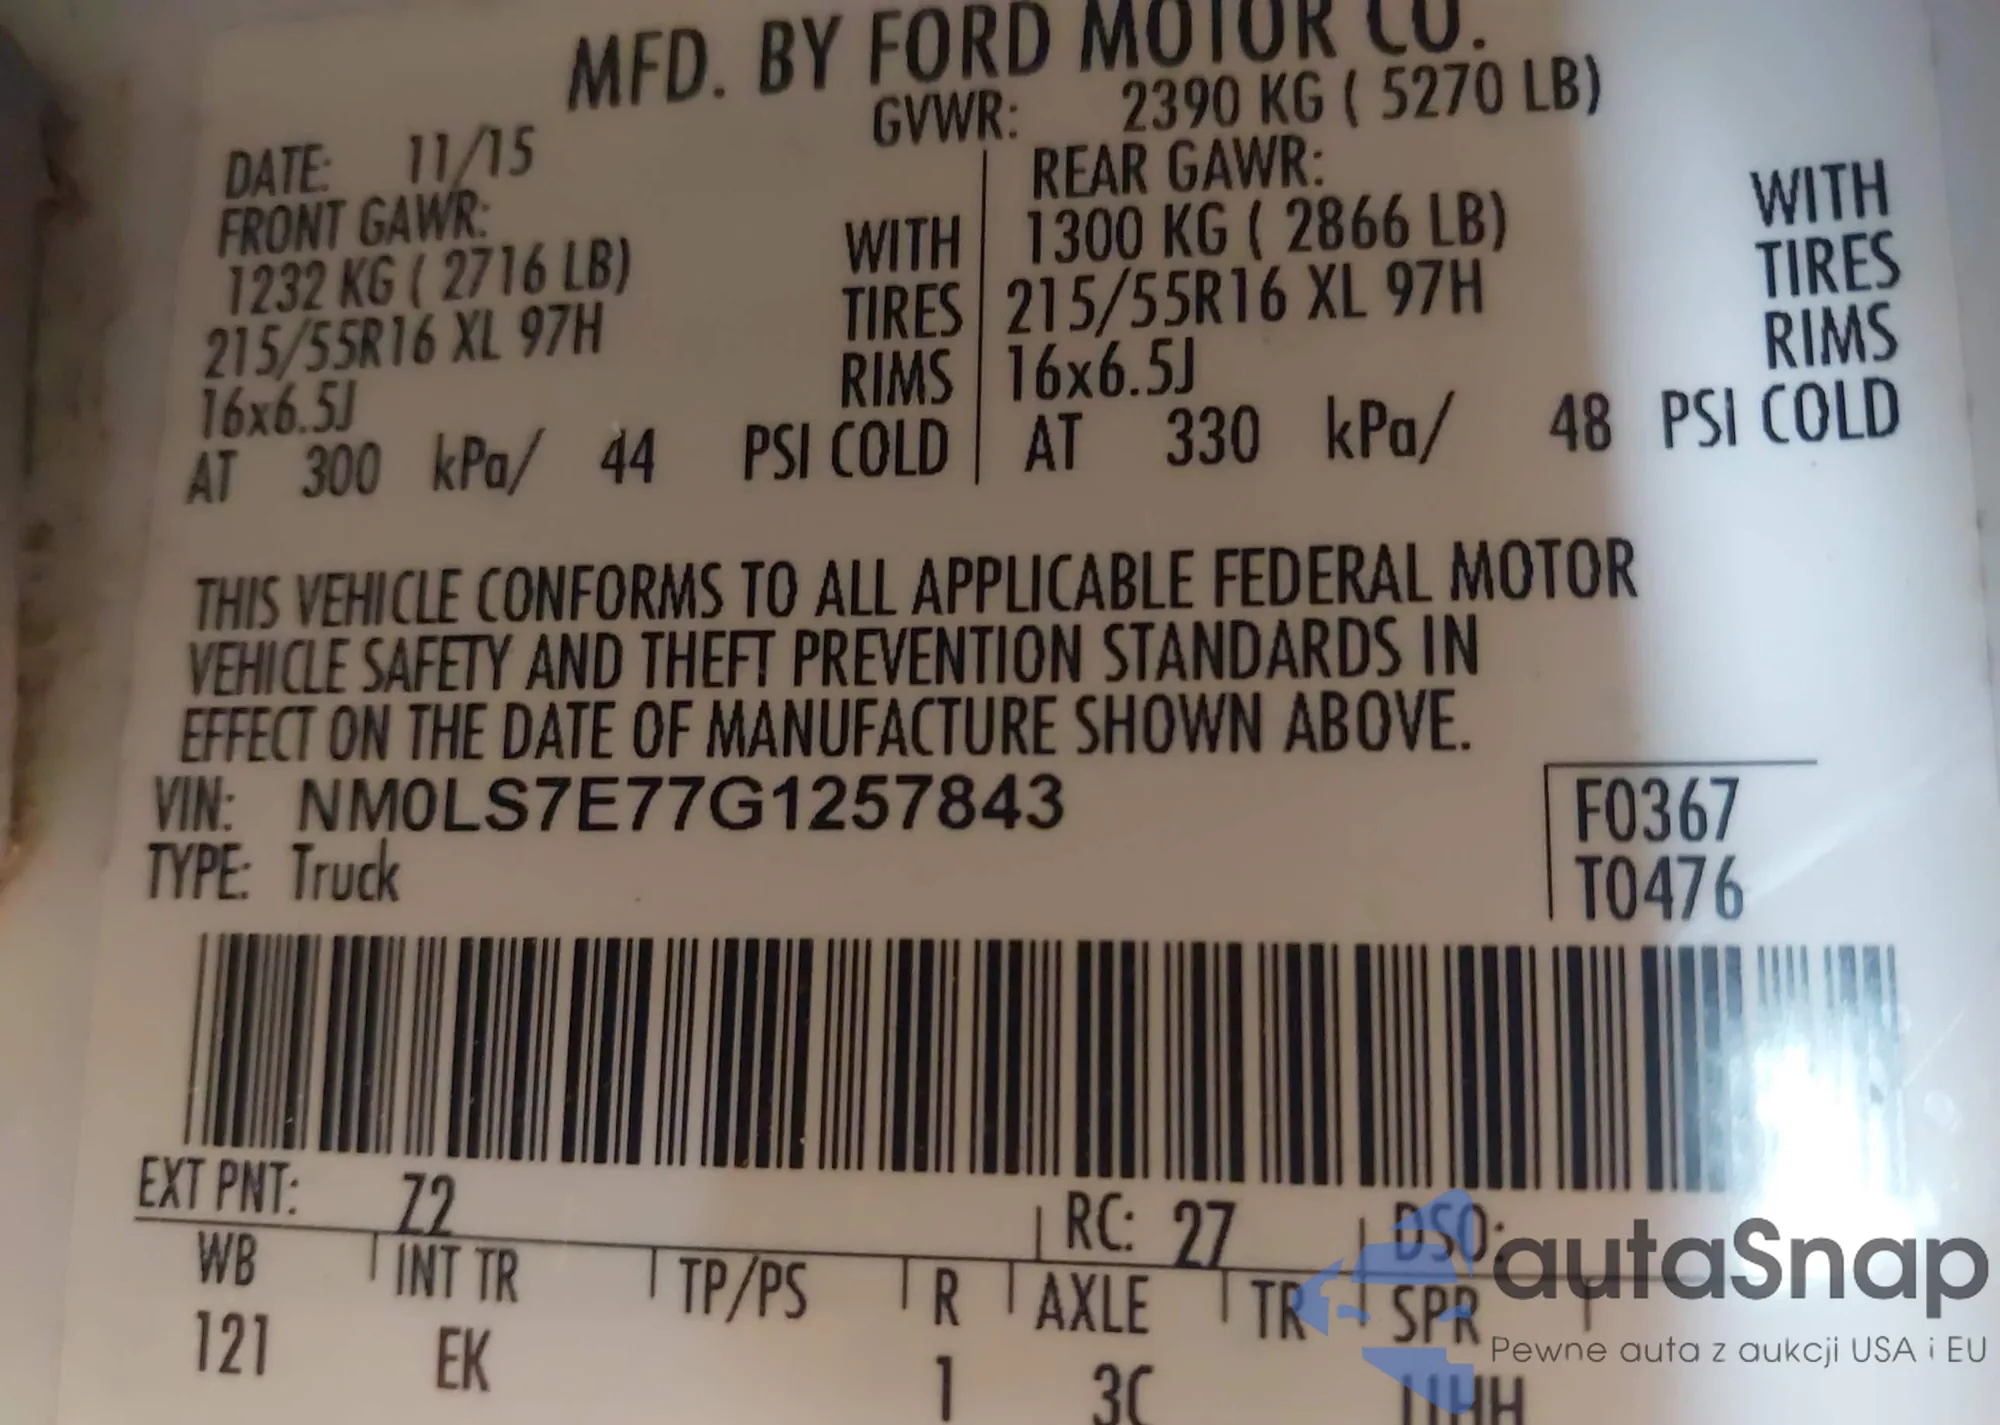 MFD. BY FORD MOTOR CO.
DATE: 11/15 GVWR: 2390 KG ( 5270 LB)
FRONT GAWR: REAR GAWR:
1232 KG ( 2716 LB) WITH 1300 KG ( 2866 LB) WITH
215/55R16 XL 97H TIRES 215/55R16 XL 97H TIRES
16x6.5J RIMS 16x6.5J RIMS
AT 300 kPa/ 44 PSI COLD AT 330 kPa/ 48 PSI COLD
THIS VEHICLE CONFORMS TO ALL APPLICABLE FEDERAL MOTOR
VEHICLE SAFETY AND THEFT PREVENTION STANDARDS IN
EFFECT ON THE DATE OF MANUFACTURE SHOWN ABOVE.
VIN: NM0LS7E77G1257843 F0367
TYPE: Truck T0476
EXT PNT: Z2 RC: 27 DSO:
WB INT TR TP/PS R AXLE TR SPR
121 EK 1 3C
autaSnap
Pewne auta z aukcji USA i EU